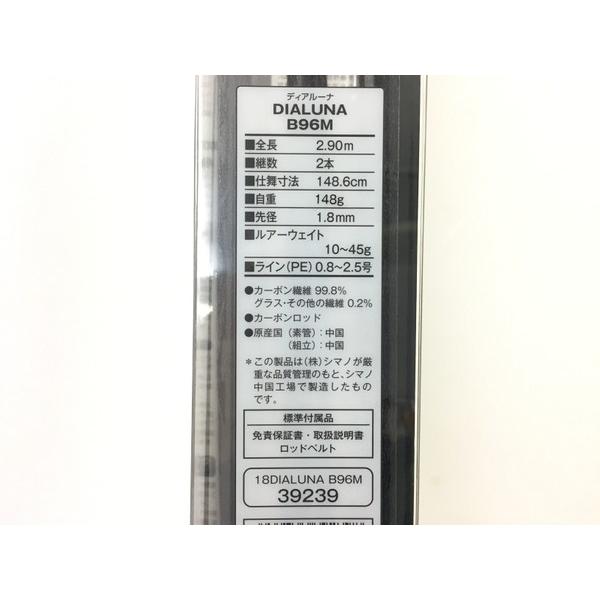 ディアルーナ
DIALUNA
B96M
■全長 2.90m
■継数 2本
■仕舞寸法 148.6cm
■自重 148g
■先径 1.8mm
■ルアーウェイト
10〜45g
■ライン(PE) 0.8〜2.5号
●カーボン繊維 99.8%
グラス・その他の繊維 0.2%
●カーボンロッド
●原産国(素管):中国
(組立):中国
＊この製品は(株)シマノが厳
重な品質管理のもと、シマノ
中国工場で製造したもの
です。
標準付属品
免責保証書・取扱説明書
ロッドベルト
18DIALUNA B96M
39239